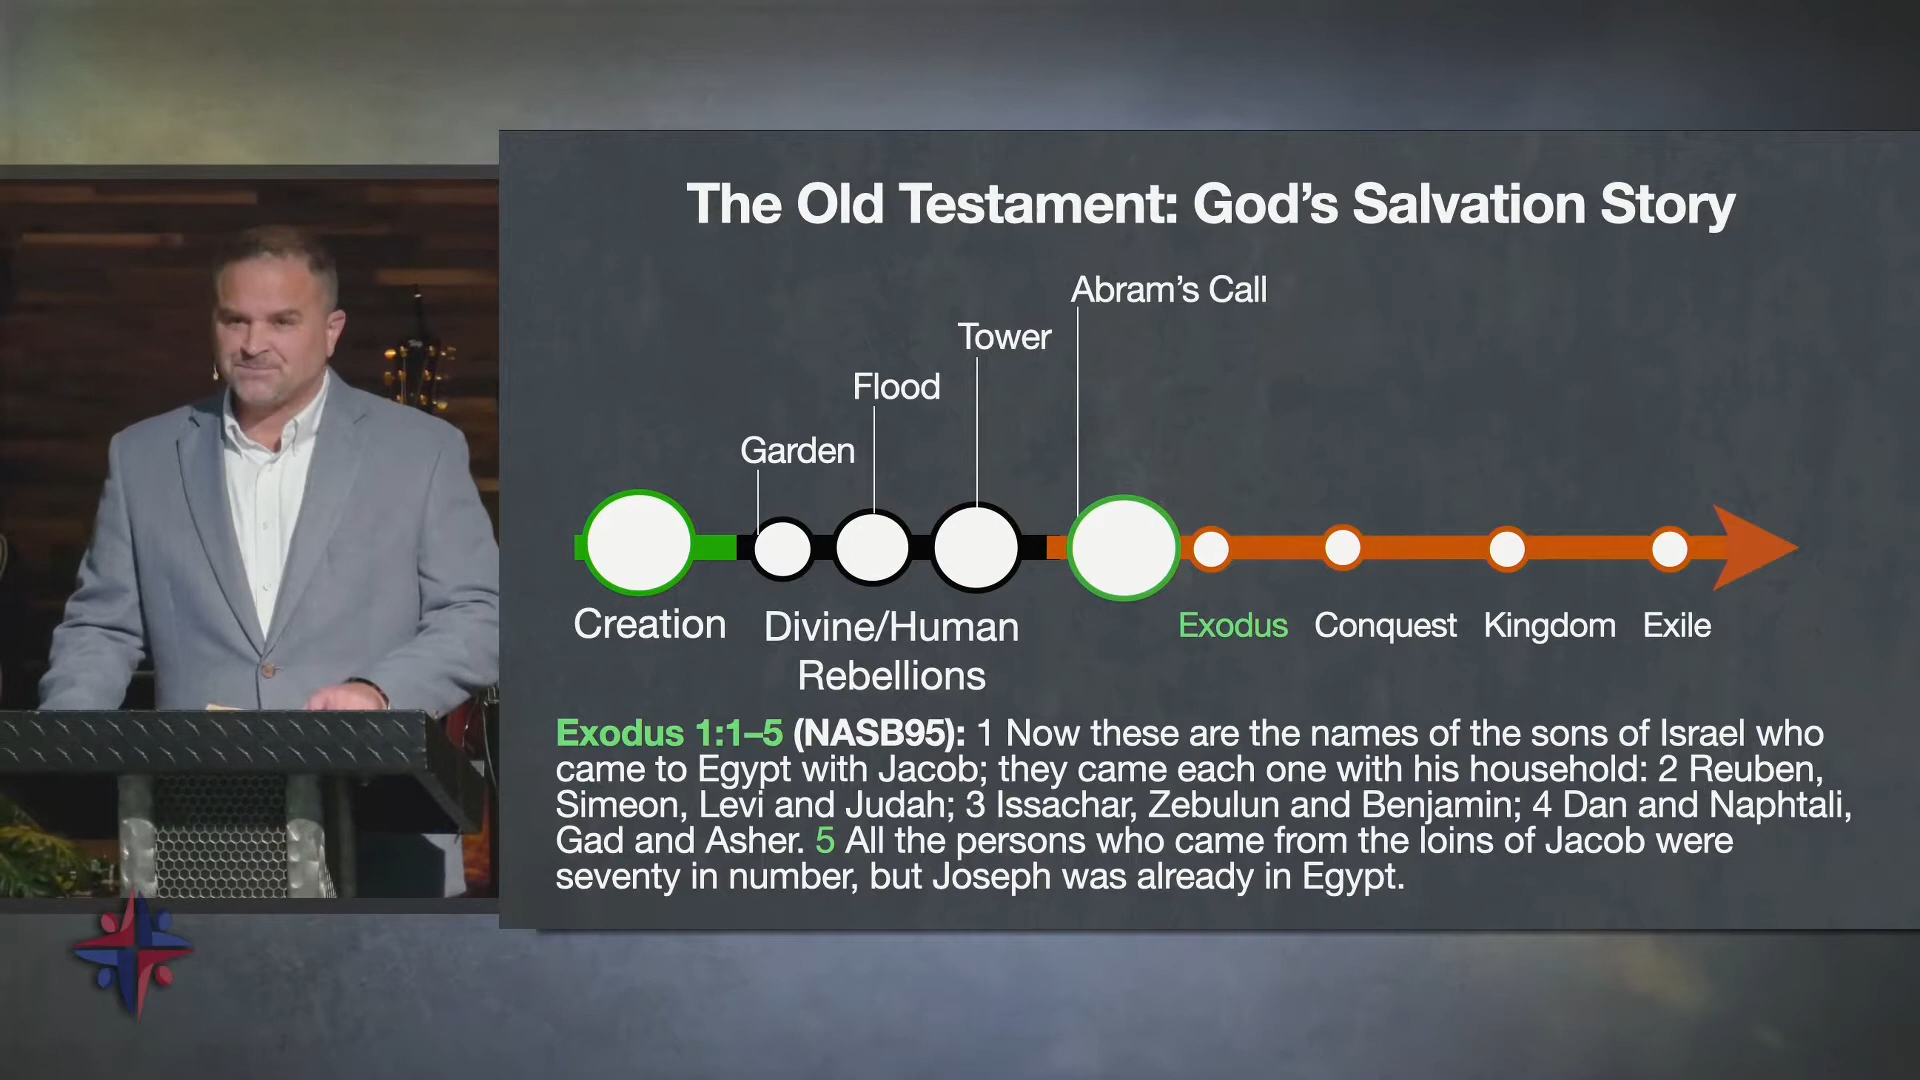 The Old Testament: God’s Salvation Story
Abram’s Call
Tower
Flood
Garden
Creation
Divine/Human
Rebellions
Exodus
Conquest
Kingdom
Exile
Exodus 1:1–5 (NASB95): 1 Now these are the names of the sons of Israel who
came to Egypt with Jacob; they came each one with his household: 2 Reuben,
Simeon, Levi and Judah; 3 Issachar, Zebulun and Benjamin; 4 Dan and Naphtali,
Gad and Asher. 5 All the persons who came from the loins of Jacob were
seventy in number, but Joseph was already in Egypt.